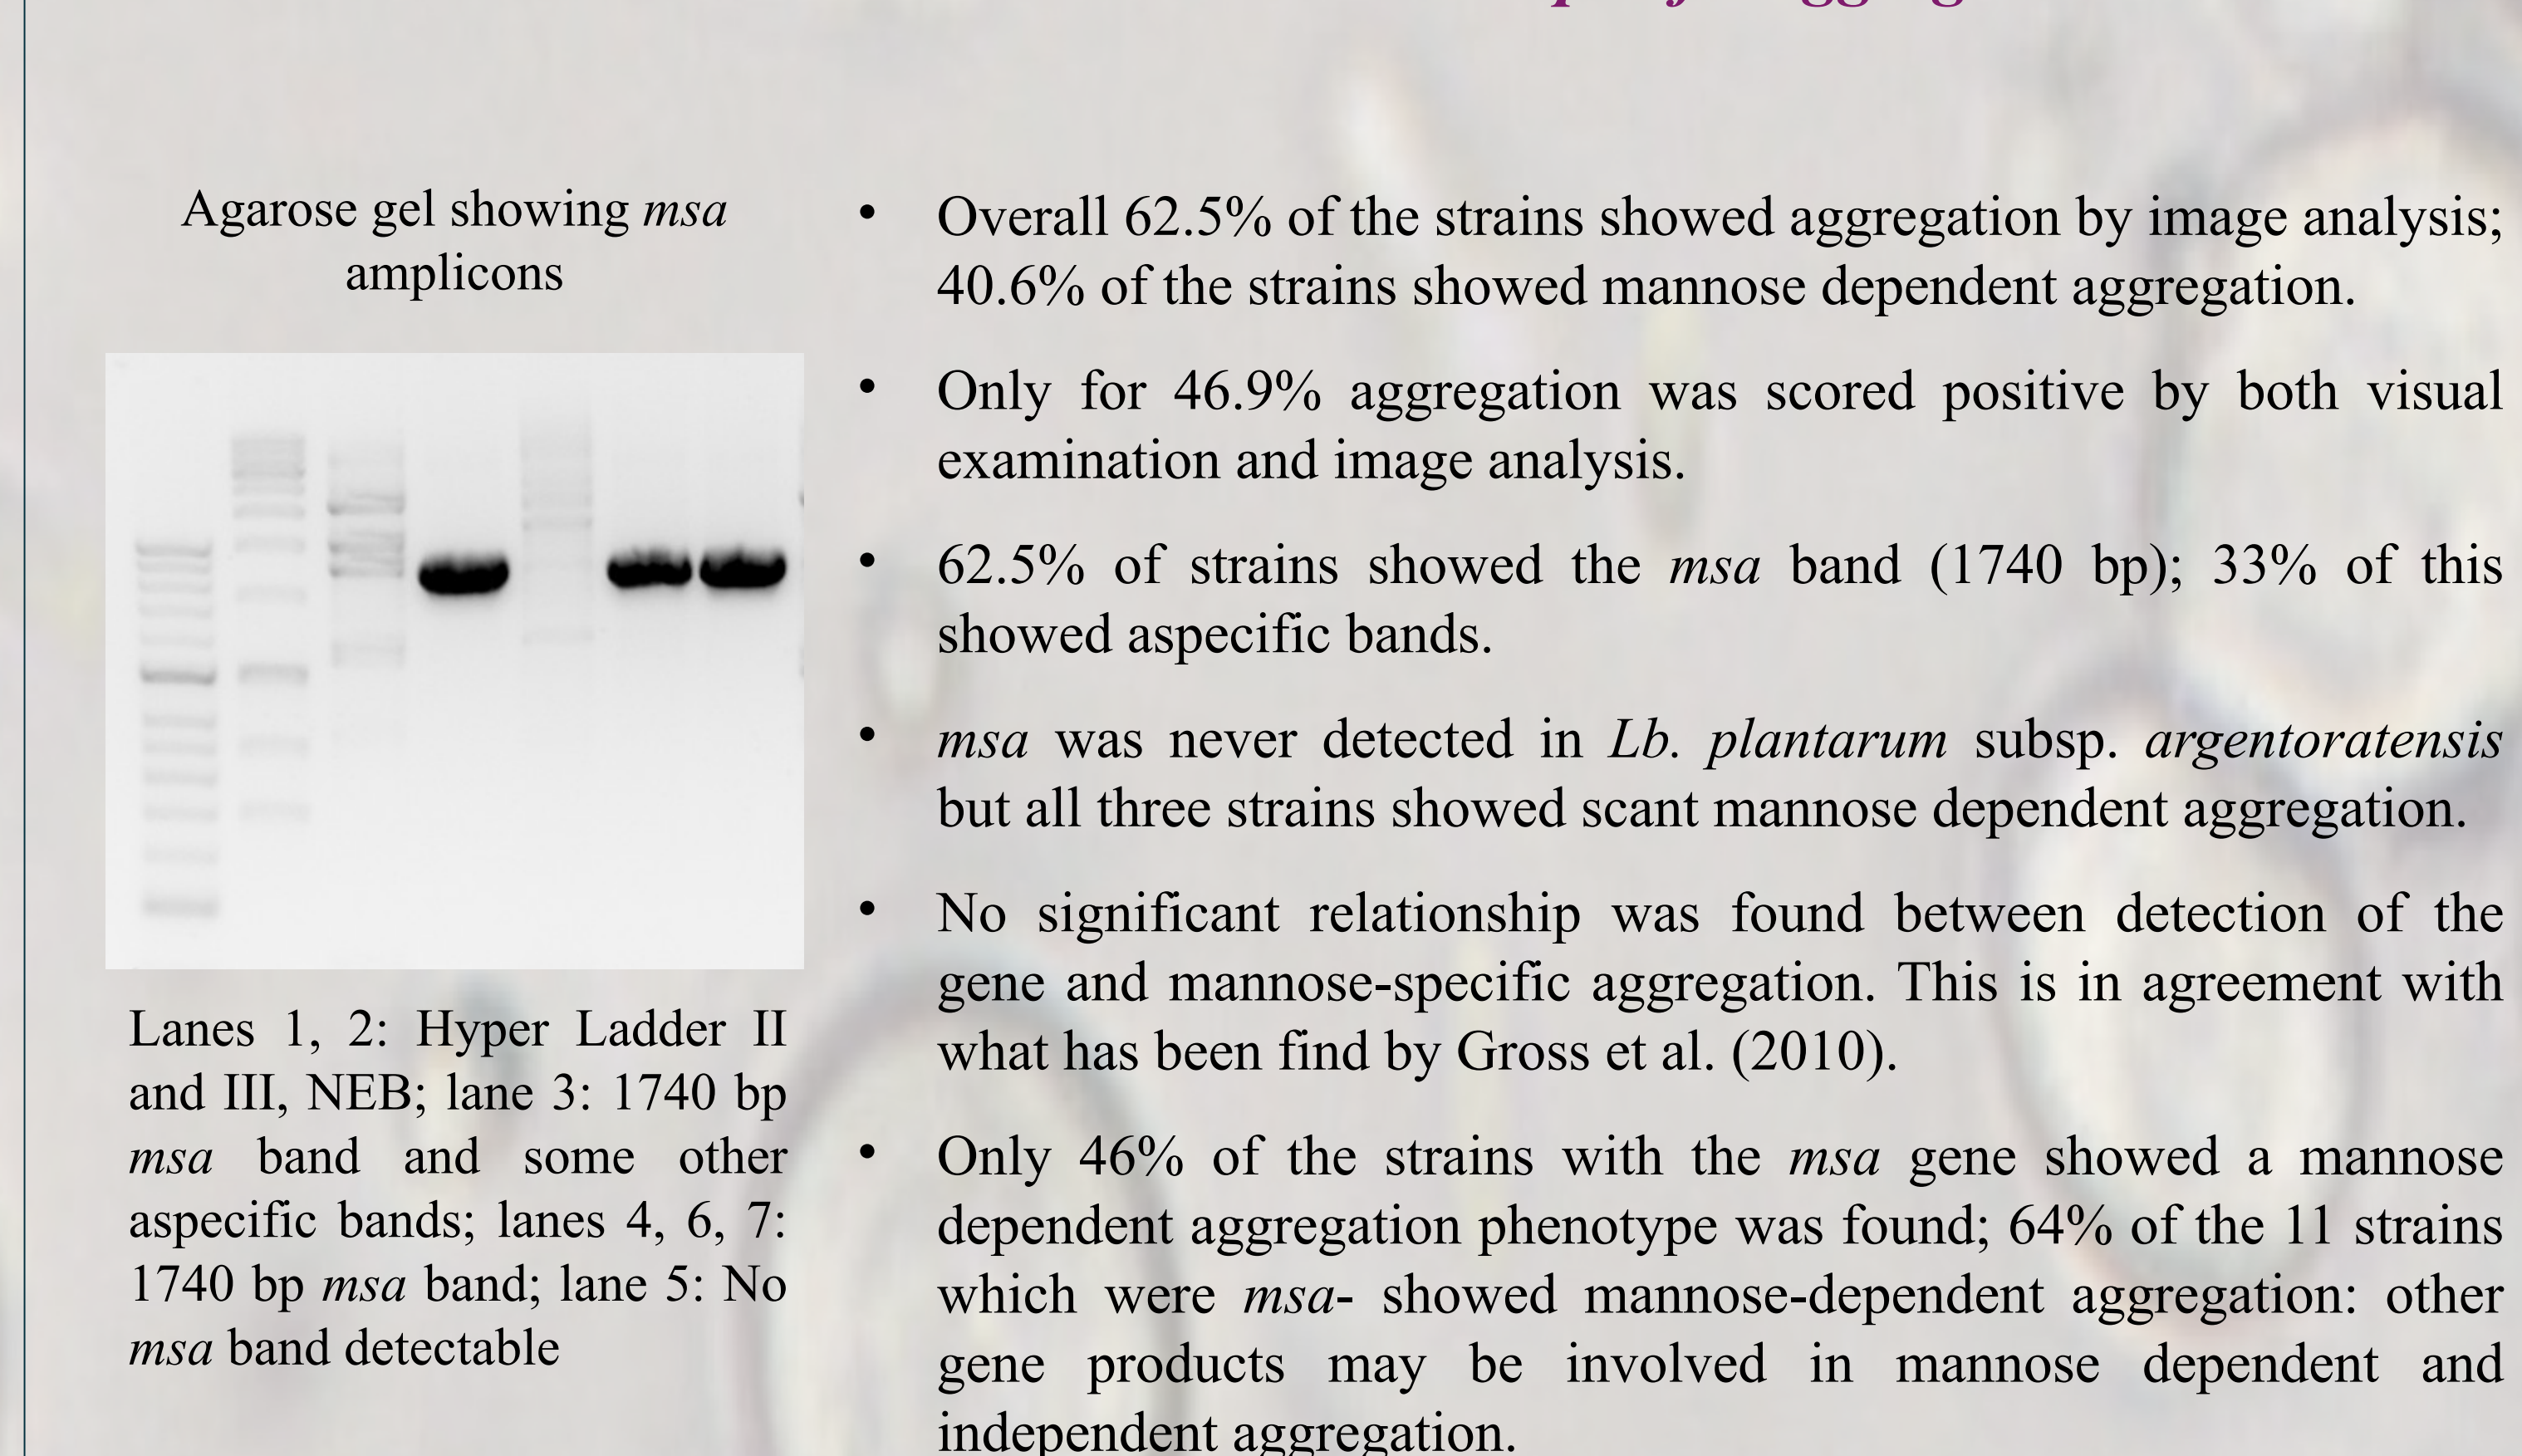 Agarose gel showing msa
amplicons
Lanes 1, 2: Hyper Ladder II
and III, NEB; lane 3: 1740 bp
msa band and some other
aspecific bands; lanes 4, 6, 7:
1740 bp msa band; lane 5: No
msa band detectable
• Overall 62.5% of the strains showed aggregation by image analysis;
40.6% of the strains showed mannose dependent aggregation.
• Only for 46.9% aggregation was scored positive by both visual
examination and image analysis.
• 62.5% of strains showed the msa band (1740 bp); 33% of this
showed aspecific bands.
• msa was never detected in Lb. plantarum subsp. argentoratensis
but all three strains showed scant mannose dependent aggregation.
• No significant relationship was found between detection of the
gene and mannose-specific aggregation. This is in agreement with
what has been find by Gross et al. (2010).
• Only 46% of the strains with the msa gene showed a mannose
dependent aggregation phenotype was found; 64% of the 11 strains
which were msa- showed mannose-dependent aggregation: other
gene products may be involved in mannose dependent and
independent aggregation.